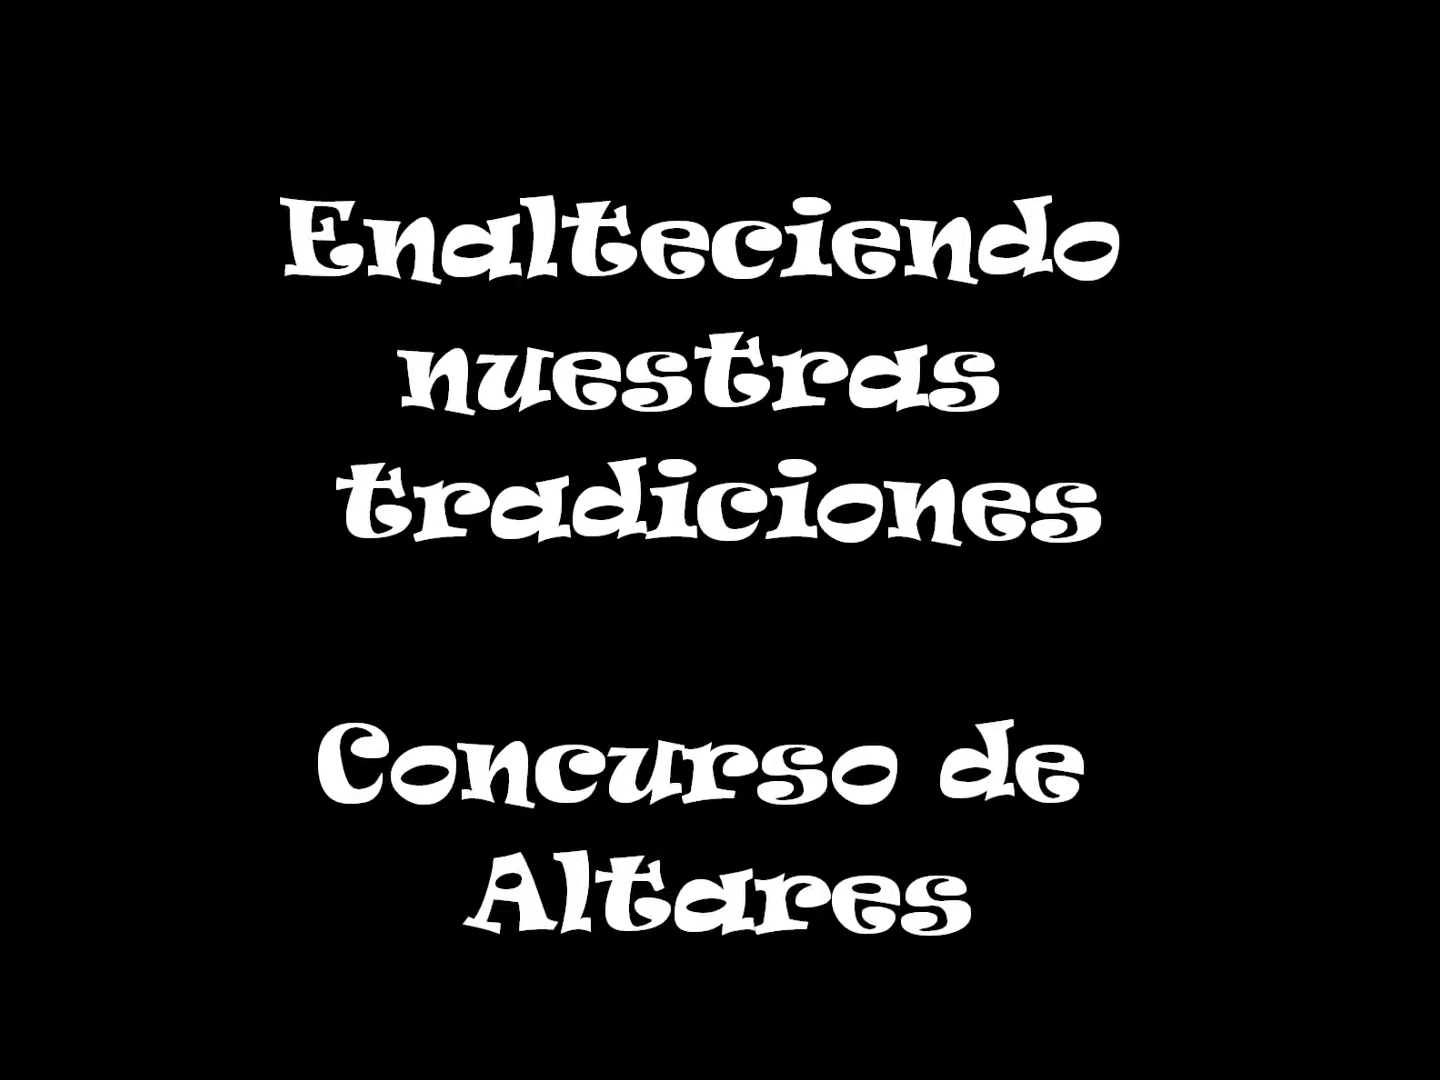 Enalteciendo
nuestras
tradiciones
Concurso de
Altares